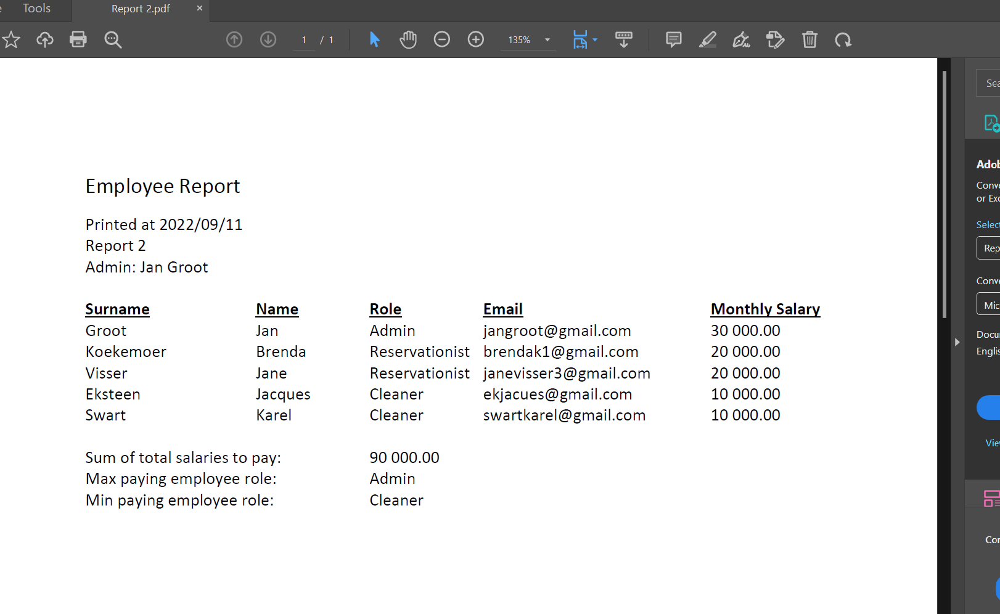 Tools
Report 2.pdf
1 / 1
135%
Employee Report
Printed at 2022/09/11
Report 2
Admin: Jan Groot
Surname Name Role Email Monthly Salary
Groot Jan Admin jangroot@gmail.com 30 000.00
Koekemoer Brenda Reservationist brendak1@gmail.com 20 000.00
Visser Jane Reservationist janevisser3@gmail.com 20 000.00
Eksteen Jacques Cleaner ekjacues@gmail.com 10 000.00
Swart Karel Cleaner swartkarel@gmail.com 10 000.00
Sum of total salaries to pay: 90 000.00
Max paying employee role: Admin
Min paying employee role: Cleaner
Sea
Adob
Conve
or Exc
Select
Rep
Conve
Mic
Docu
Englis
Vie
Cor